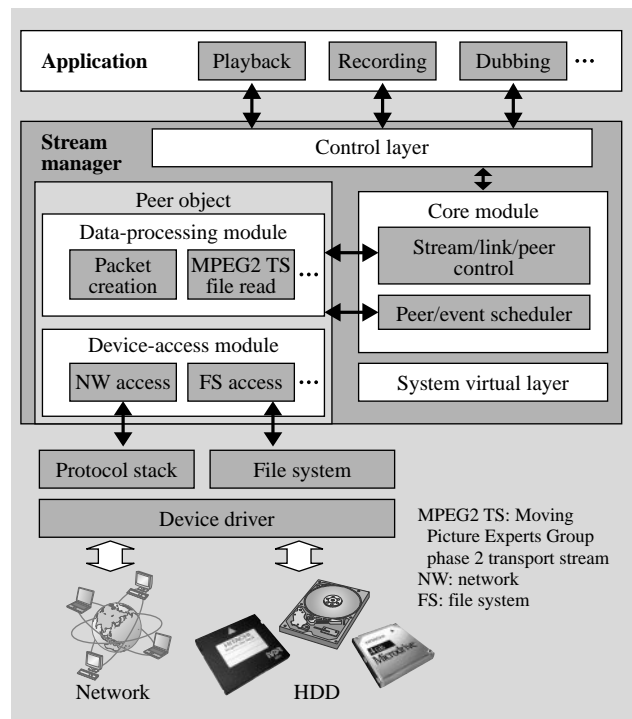 Application
Playback
Recording
Dubbing
...
Stream
manager
Control layer
Peer object
Data-processing module
Packet
creation
MPEG2 TS
file read
...
Core module
Stream/link/peer
control
Peer/event scheduler
Device-access module
NW access
FS access
...
System virtual layer
Protocol stack
File system
Device driver
MPEG2 TS: Moving
Picture Experts Group
phase 2 transport stream
NW: network
FS: file system
HITACHI
Microdrive
Network
HDD